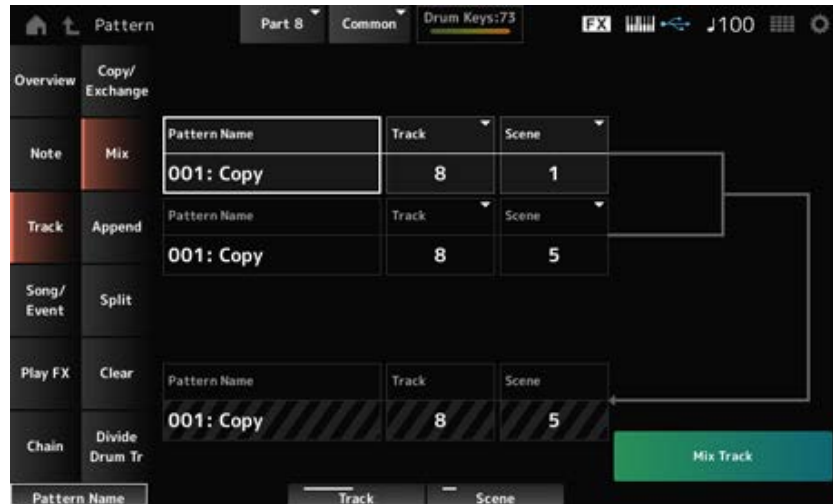 Pattern
Part 8
Common
Drum Keys:73
FX
♩100
Overview
Copy/
Exchange
Note
Mix
Track
Append
Song/
Event
Split
Play FX
Clear
Chain
Divide
Drum Tr
Pattern Name
Track
Scene
001: Copy
8
1
Pattern Name
Track
Scene
001: Copy
8
5
Pattern Name
Track
Scene
001: Copy
8
5
Mix Track
Pattern Name
Track
Scene